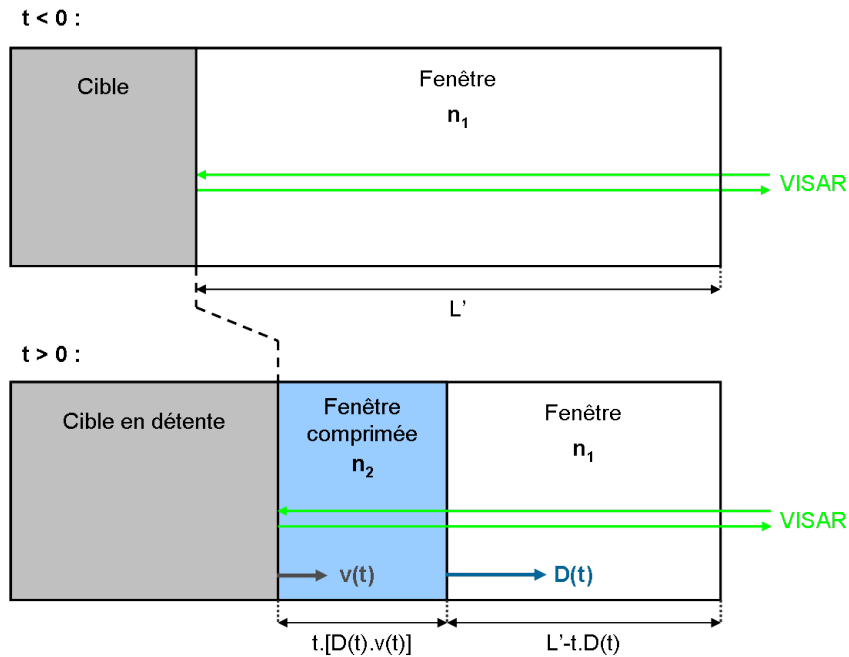 t < 0 :
Cible
Fenêtre
n₁
VISAR
L'
t > 0 :
Cible en détente
Fenêtre
comprimée
n₂
Fenêtre
n₁
VISAR
v(t)
D(t)
t.[D(t).v(t)]
L'-t.D(t)